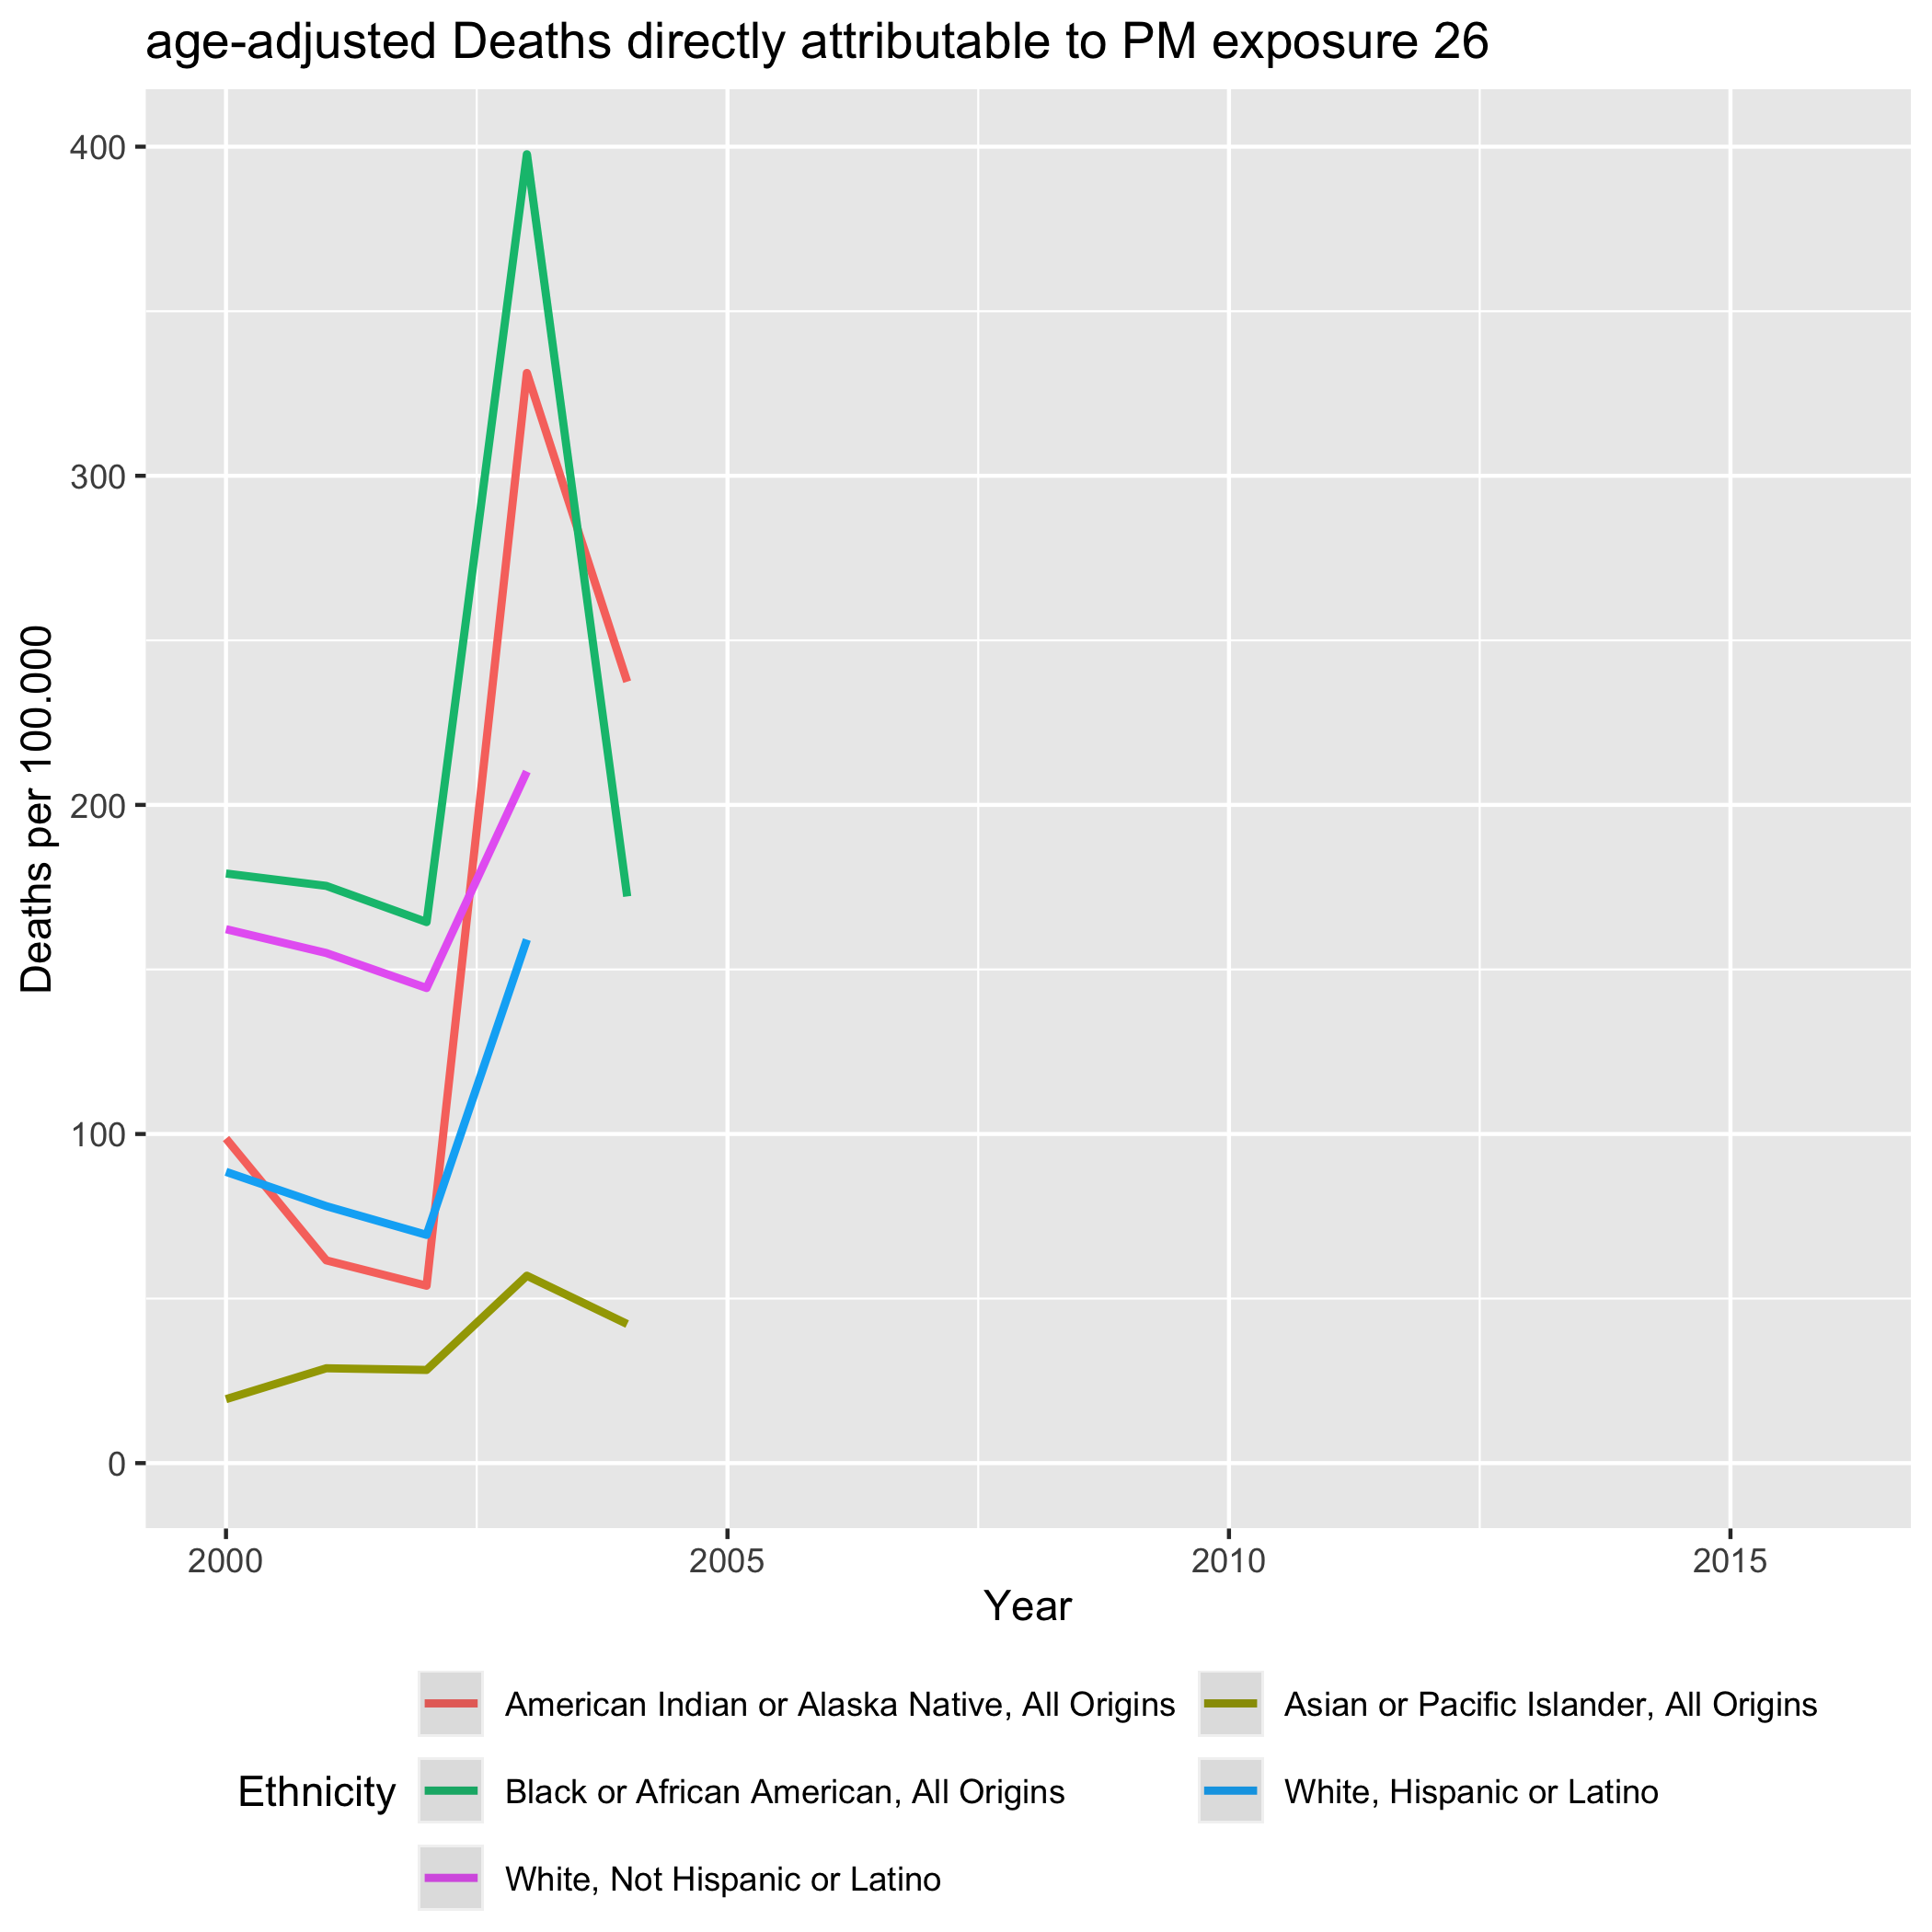 age-adjusted Deaths directly attributable to PM exposure 26
Deaths per 100.000
400
300
200
100
0
2000 2005 2010 2015
Year
Ethnicity
American Indian or Alaska Native, All Origins
Asian or Pacific Islander, All Origins
Black or African American, All Origins
White, Hispanic or Latino
White, Not Hispanic or Latino